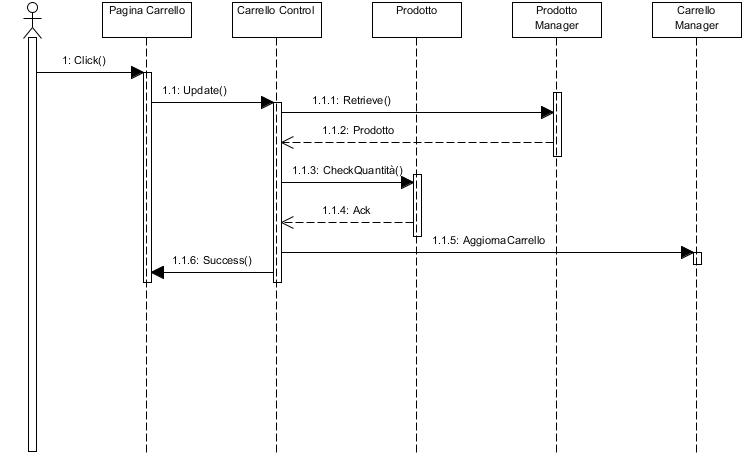 Pagina Carrello
Carrello Control
Prodotto
Prodotto
Manager
Carrello
Manager
1: Click()
1.1: Update()
1.1.1: Retrieve()
1.1.2: Prodotto
1.1.3: CheckQuantità()
1.1.4: Ack
1.1.5: AggiornaCarrello
1.1.6: Success()